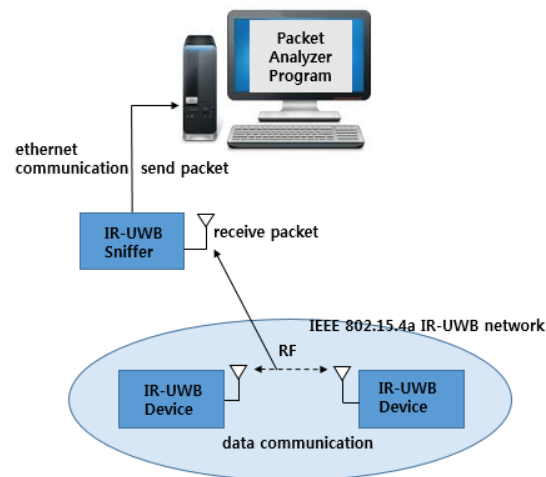 Packet
Analyzer
Program
ethernet
communication
send packet
IR-UWB
Sniffer
receive packet
IEEE 802.15.4a IR-UWB network
RF
IR-UWB
Device
IR-UWB
Device
data communication